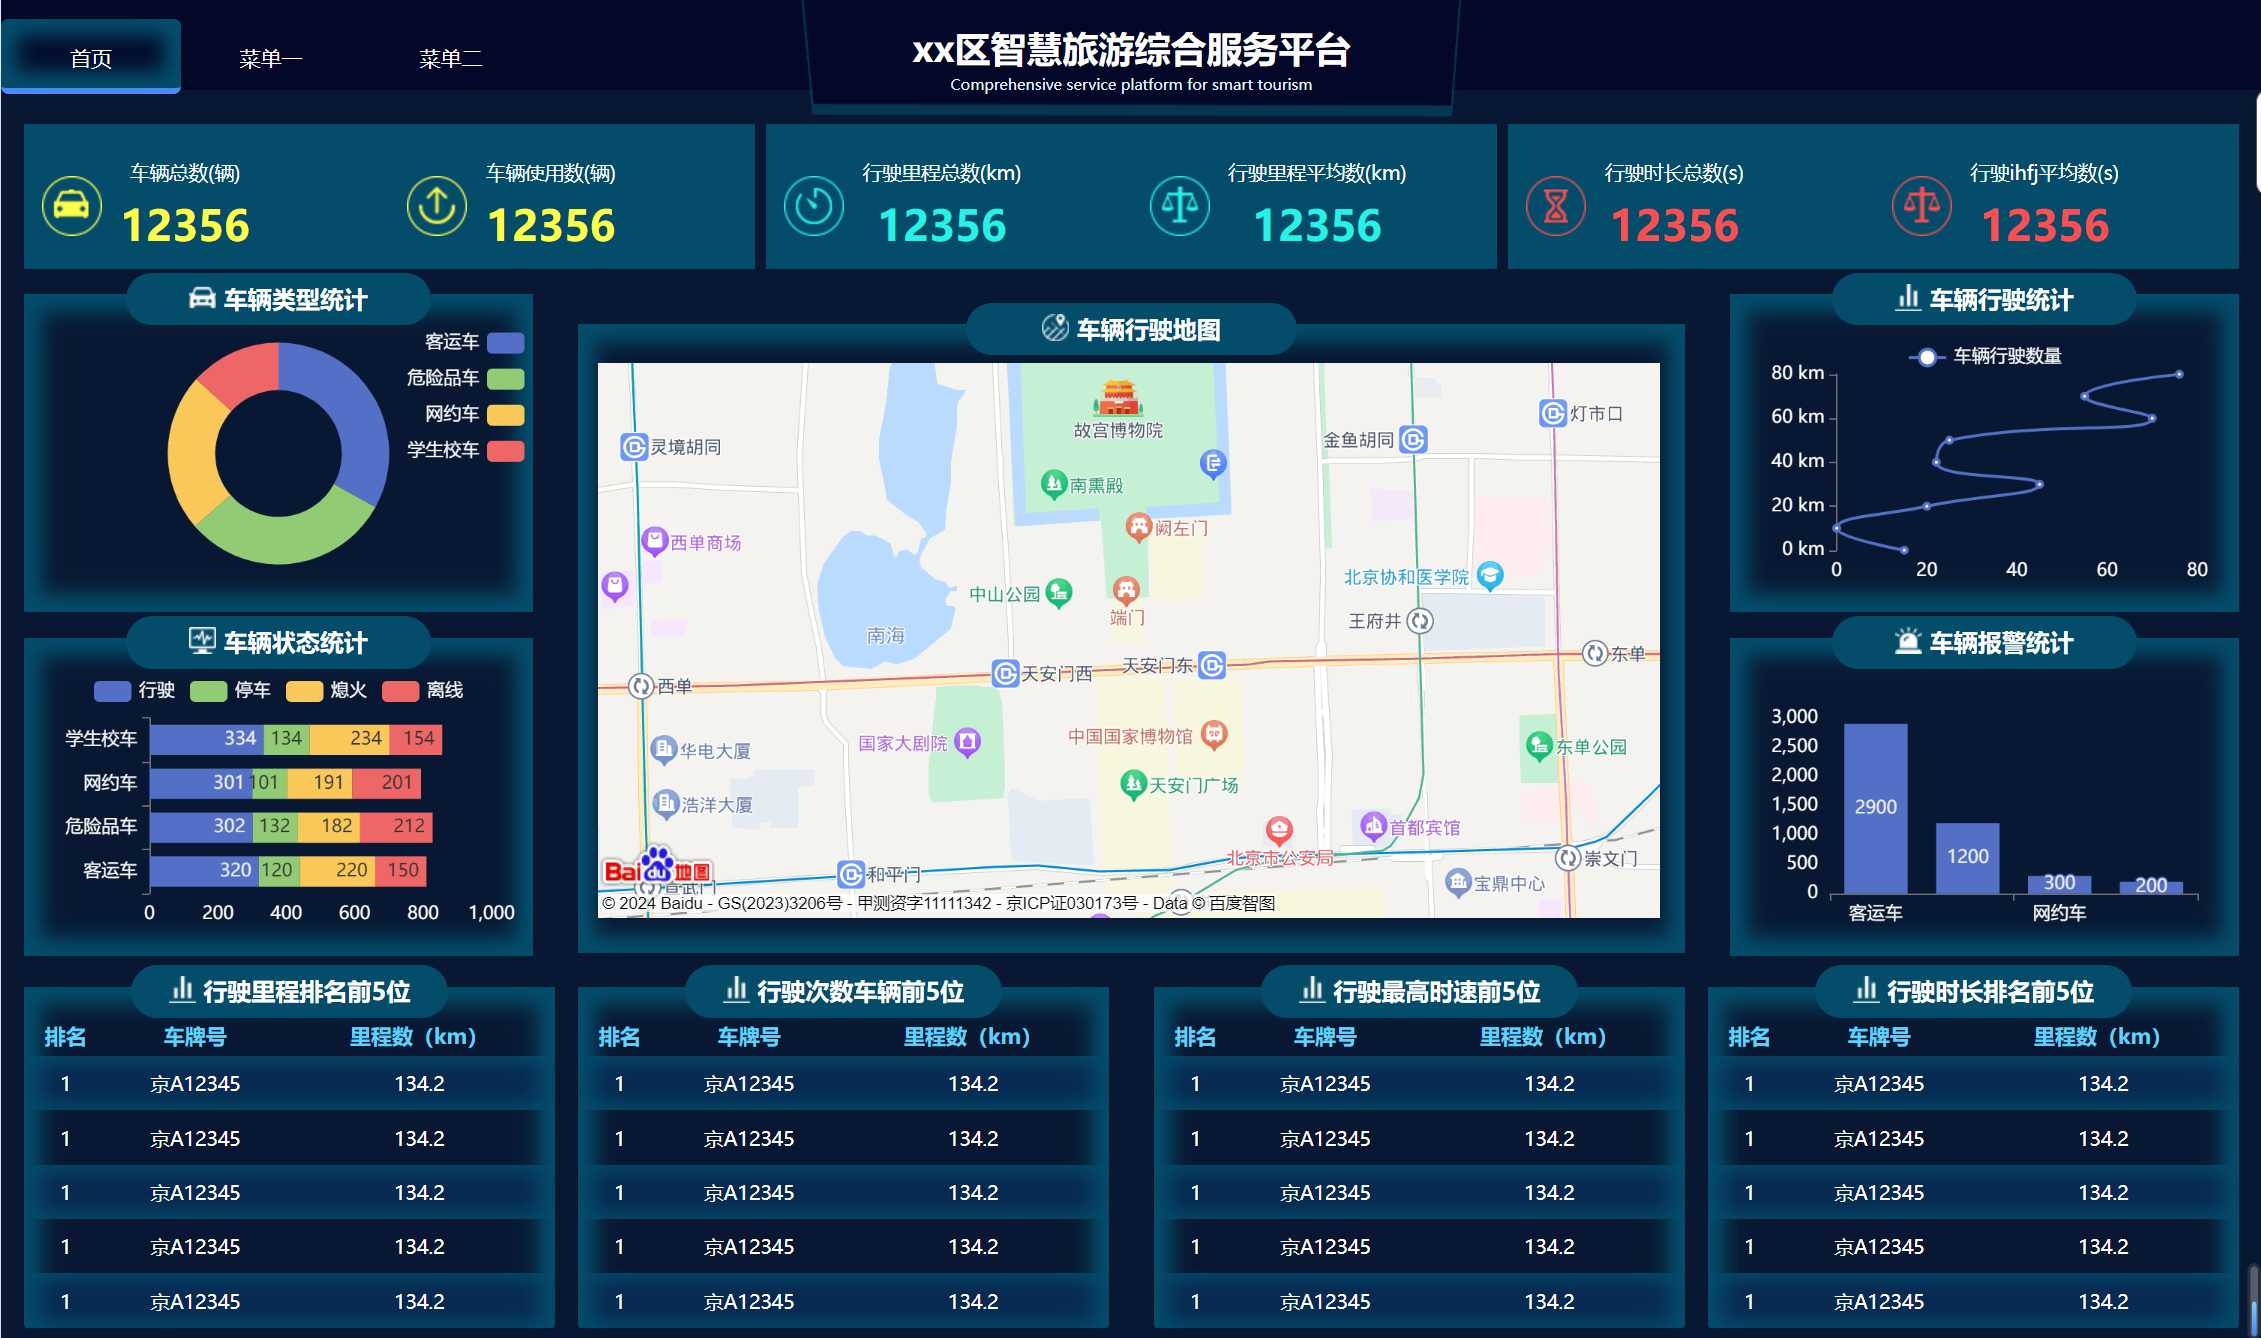 首页
菜单一
菜单二
xx区智慧旅游综合服务平台
Comprehensive service platform for smart tourism
车辆总数(辆)
12356
车辆使用数(辆)
12356
行驶里程总数(km)
12356
行驶里程平均数(km)
12356
行驶时长总数(s)
12356
行驶ihfj平均数(s)
12356
车辆类型统计
客运车
危险品车
网约车
学生校车
车辆状态统计
行驶 停车 熄火 离线
学生校车 334 134 234 154
网约车 301 101 191 201
危险品车 302 132 182 212
客运车 320 120 220 150
0 200 400 600 800 1,000
车辆行驶地图
故宫博物院
灯市口
金鱼胡同
灵境胡同
南熏殿
阙左门
西单商场
北京协和医学院
中山公园
端门
王府井
南海
天安门西
天安门东
东单
西单
国家大剧院
中国国家博物馆
华电大厦
东单公园
天安门广场
浩洋大厦
首都宾馆
北京市公安局
崇文门
Bai du 地图
和平门
宝鼎中心
宣武门
© 2024 Baidu - GS(2023)3206号 - 甲测资字11111342 - 京ICP证030173号 - Data © 百度智图
车辆行驶统计
车辆行驶数量
80 km
60 km
40 km
20 km
0 km
0 20 40 60 80
车辆报警统计
3,000
2,500
2,000
1,500
1,000
500
0
2900
1200
300
200
客运车 网约车
行驶里程排名前5位
排名 车牌号 里程数（km）
1 京A12345 134.2
1 京A12345 134.2
1 京A12345 134.2
1 京A12345 134.2
1 京A12345 134.2
行驶次数车辆前5位
排名 车牌号 里程数（km）
1 京A12345 134.2
1 京A12345 134.2
1 京A12345 134.2
1 京A12345 134.2
1 京A12345 134.2
行驶最高时速前5位
排名 车牌号 里程数（km）
1 京A12345 134.2
1 京A12345 134.2
1 京A12345 134.2
1 京A12345 134.2
1 京A12345 134.2
行驶时长排名前5位
排名 车牌号 里程数（km）
1 京A12345 134.2
1 京A12345 134.2
1 京A12345 134.2
1 京A12345 134.2
1 京A12345 134.2